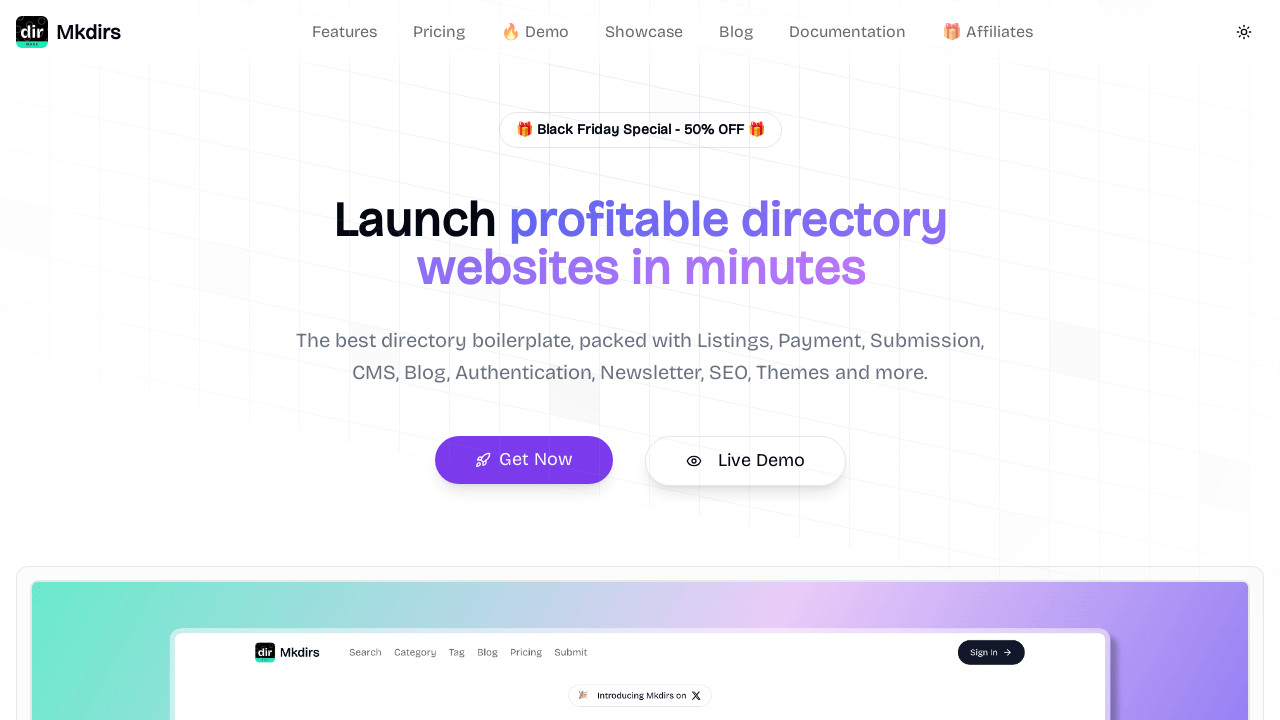 dir Mkdirs
Features Pricing 🔥 Demo Showcase Blog Documentation 🎁 Affiliates
🎁 Black Friday Special - 50% OFF 🎁
Launch profitable directory
websites in minutes
The best directory boilerplate, packed with Listings, Payment, Submission,
CMS, Blog, Authentication, Newsletter, SEO, Themes and more.
Get Now Live Demo
dir Mkdirs Search Category Tag Blog Pricing Submit Sign In →
🎉 Introducing Mkdirs on X